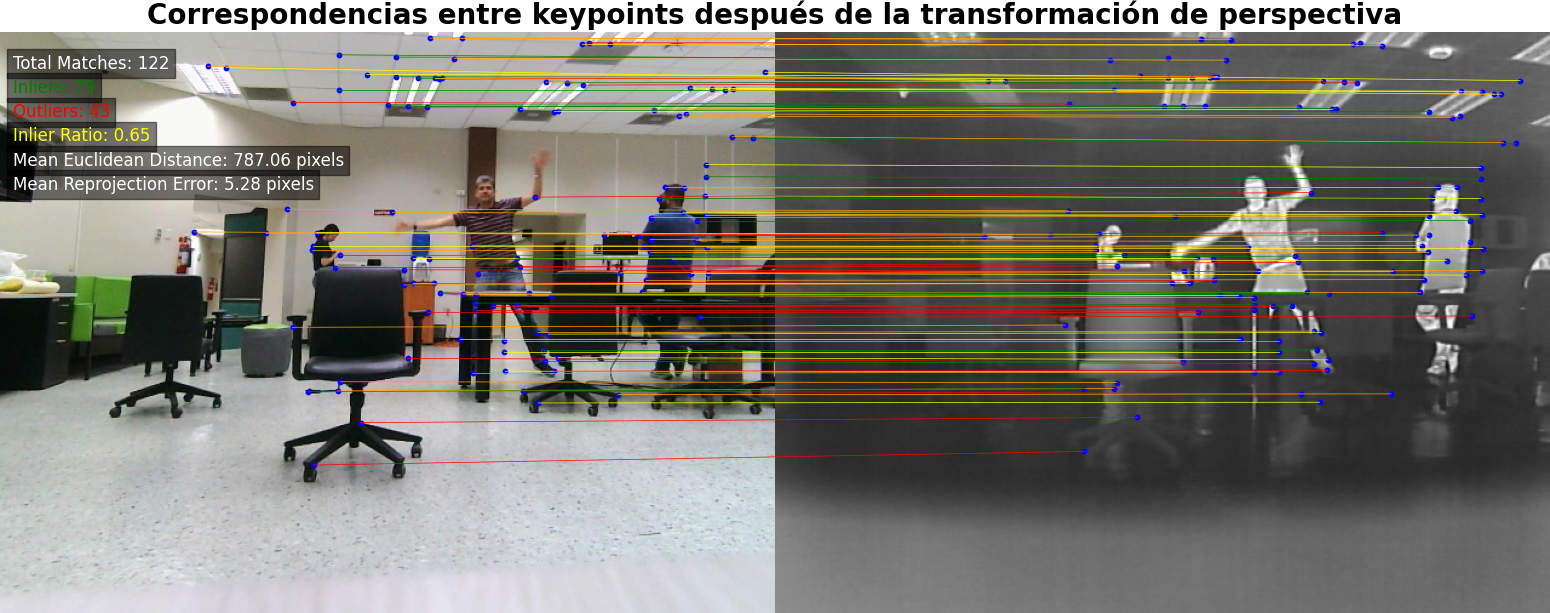 Correspondencias entre keypoints después de la transformación de perspectiva
Total Matches: 122
Inliers: 79
Outliers: 43
Inlier Ratio: 0.65
Mean Euclidean Distance: 787.06 pixels
Mean Reprojection Error: 5.28 pixels